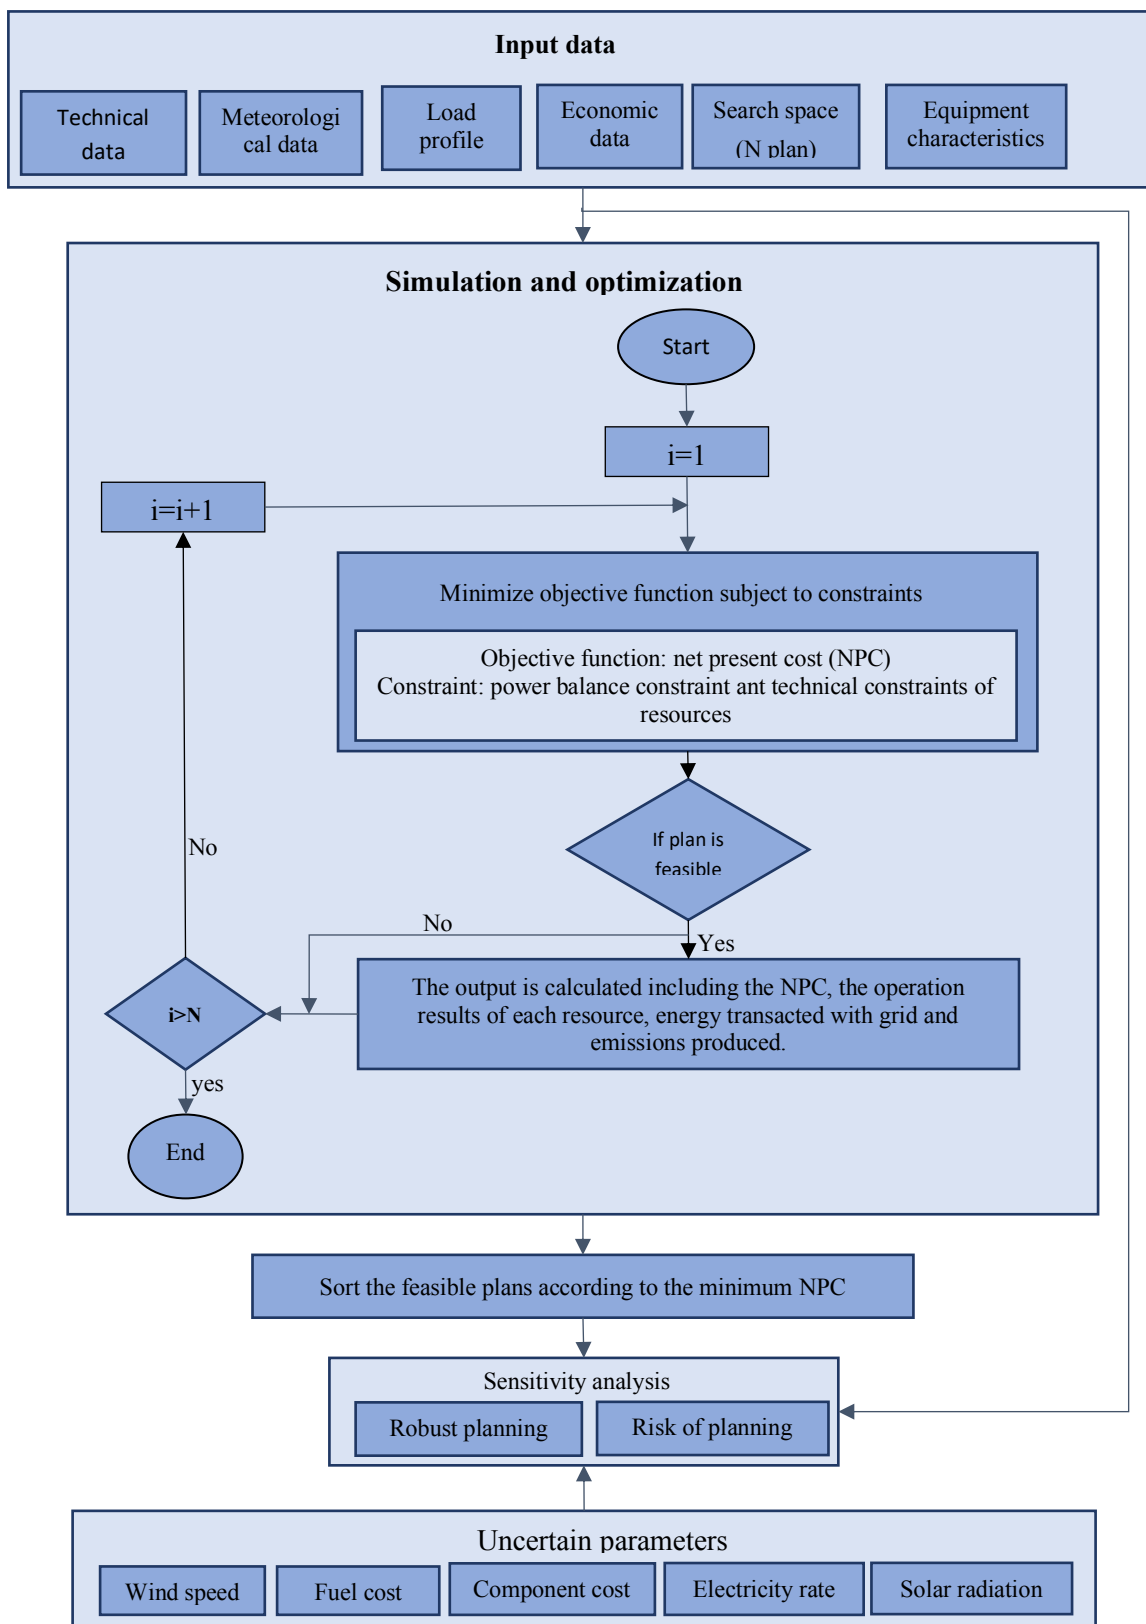 Input data
Technical
data
Meteorologi
cal data
Load
profile
Economic
data
Search space
(N plan)
Equipment
characteristics
Simulation and optimization
Start
i=1
i=i+1
Minimize objective function subject to constraints
Objective function: net present cost (NPC)
Constraint: power balance constraint ant technical constraints of
resources
If plan is
feasible
No
No
Yes
The output is calculated including the NPC, the operation
results of each resource, energy transacted with grid and
emissions produced.
i>N
yes
End
Sort the feasible plans according to the minimum NPC
Sensitivity analysis
Robust planning
Risk of planning
Uncertain parameters
Wind speed
Fuel cost
Component cost
Electricity rate
Solar radiation